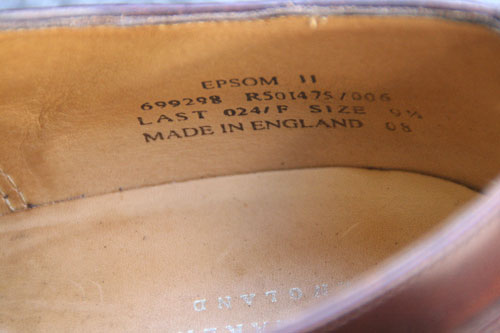 EPSOM II
699298 R501475/006
LAST 024/F SIZE 9½
MADE IN ENGLAND 08